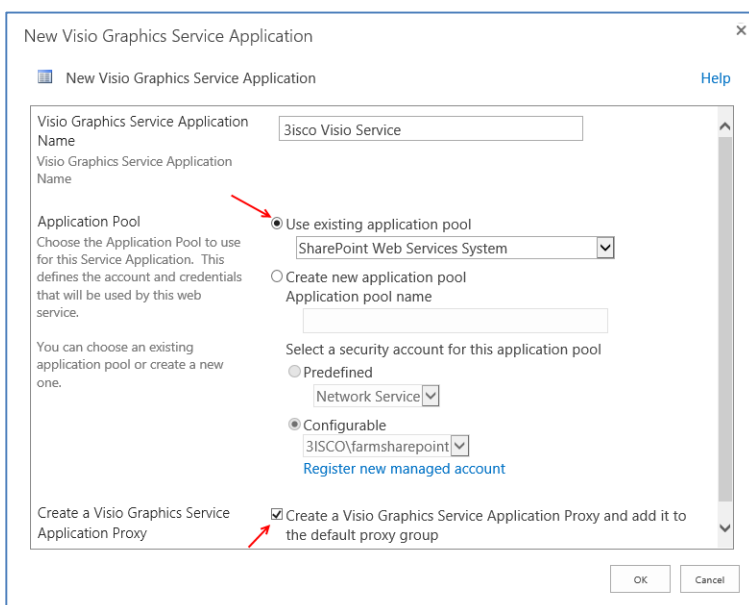 New Visio Graphics Service Application
New Visio Graphics Service Application
Help
Visio Graphics Service Application
Name
Visio Graphics Service Application
Name
3isco Visio Service
Application Pool
Choose the Application Pool to use
for this Service Application. This
defines the account and credentials
that will be used by this web
service.
You can choose an existing
application pool or create a new
one.
Use existing application pool
SharePoint Web Services System
Create new application pool
Application pool name
Select a security account for this application pool
Predefined
Network Service
Configurable
3ISCO\farmsharepoint
Register new managed account
Create a Visio Graphics Service
Application Proxy
Create a Visio Graphics Service Application Proxy and add it to
the default proxy group
OK
Cancel